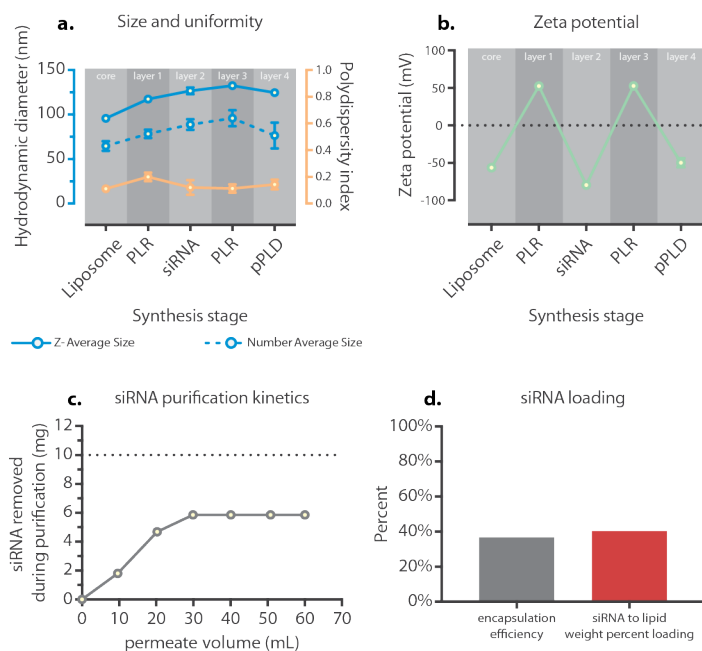 a.
Size and uniformity
Hydrodynamic diameter (nm)
150
100
50
0
core
layer 1
layer 2
layer 3
layer 4
1.0
0.8
0.6
0.4
0.2
0.0
Polydispersity index
Liposome
PLR
siRNA
PLR
pPLD
Synthesis stage
Z- Average Size
Number Average Size
b.
Zeta potential
Zeta potential (mV)
100
50
0
-50
-100
core
layer 1
layer 2
layer 3
layer 4
Liposome
PLR
siRNA
PLR
pPLD
Synthesis stage
c.
siRNA purification kinetics
siRNA removed
during purification (mg)
12
10
8
6
4
2
0
0
10
20
30
40
50
60
70
permeate volume (mL)
d.
siRNA loading
Percent
100%
80%
60%
40%
20%
0%
encapsulation
efficiency
siRNA to lipid
weight percent loading